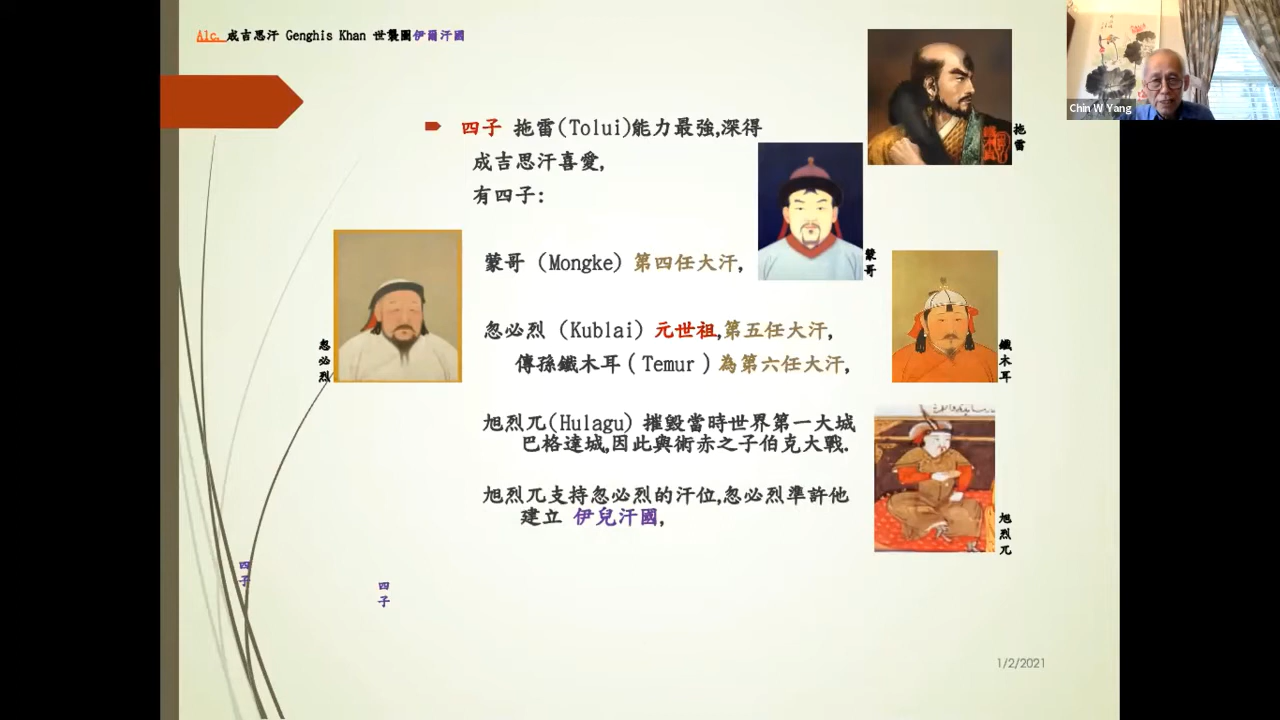 A1c. 成吉思汗 Genghis Khan 世襲圖伊爾汗國
Chin W Yang
四子 拖雷(Tolui)能力最強,深得
成吉思汗喜愛,
有四子:
拖雷
蒙哥 (Mongke) 第四任大汗,
蒙哥
忽必烈 (Kublai) 元世祖,第五任大汗,
傳孫鐵木耳 ( Temur ) 為第六任大汗,
忽必烈
鐵木耳
旭烈兀(Hulagu) 摧毀當時世界第一大城
巴格達城,因此與術赤之子伯克大戰.
旭烈兀支持忽必烈的汗位,忽必烈準許他
建立 伊兒汗國,
旭烈兀
四子
四子
1/2/2021